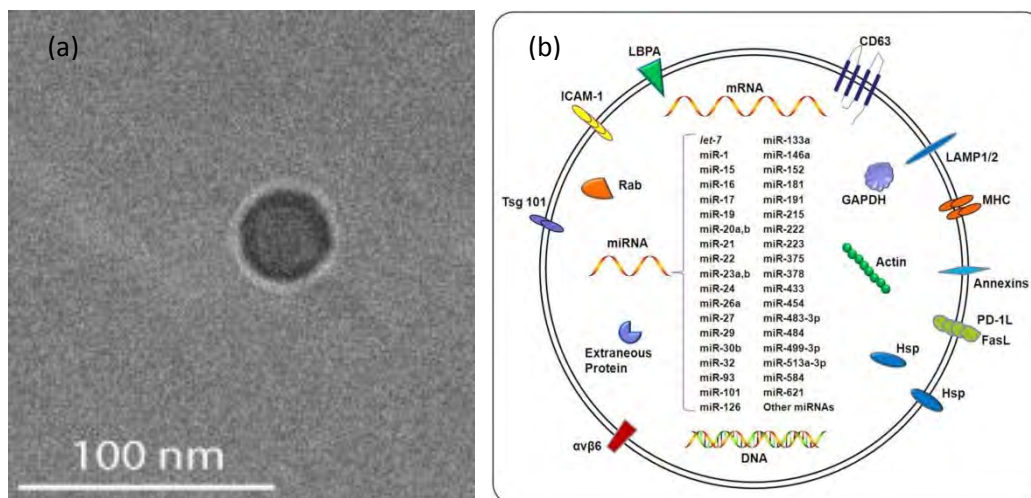 (a)
100 nm
(b)
LBPA
CD63
ICAM-1
mRNA
let-7
miR-1
miR-15
miR-16
miR-17
miR-19
miR-20a,b
miR-21
miR-22
miR-23a,b
miR-24
miR-26a
miR-27
miR-29
miR-30b
miR-32
miR-93
miR-101
miR-126
miR-133a
miR-146a
miR-152
miR-181
miR-191
miR-215
miR-222
miR-223
miR-375
miR-378
miR-433
miR-454
miR-483-3p
miR-484
miR-499-3p
miR-513a-3p
miR-584
miR-621
Other miRNAs
LAMP1/2
Rab
GAPDH
MHC
Tsg 101
miRNA
Actin
Annexins
PD-1L
FasL
Extraneous
Protein
Hsp
Hsp
αvβ6
DNA